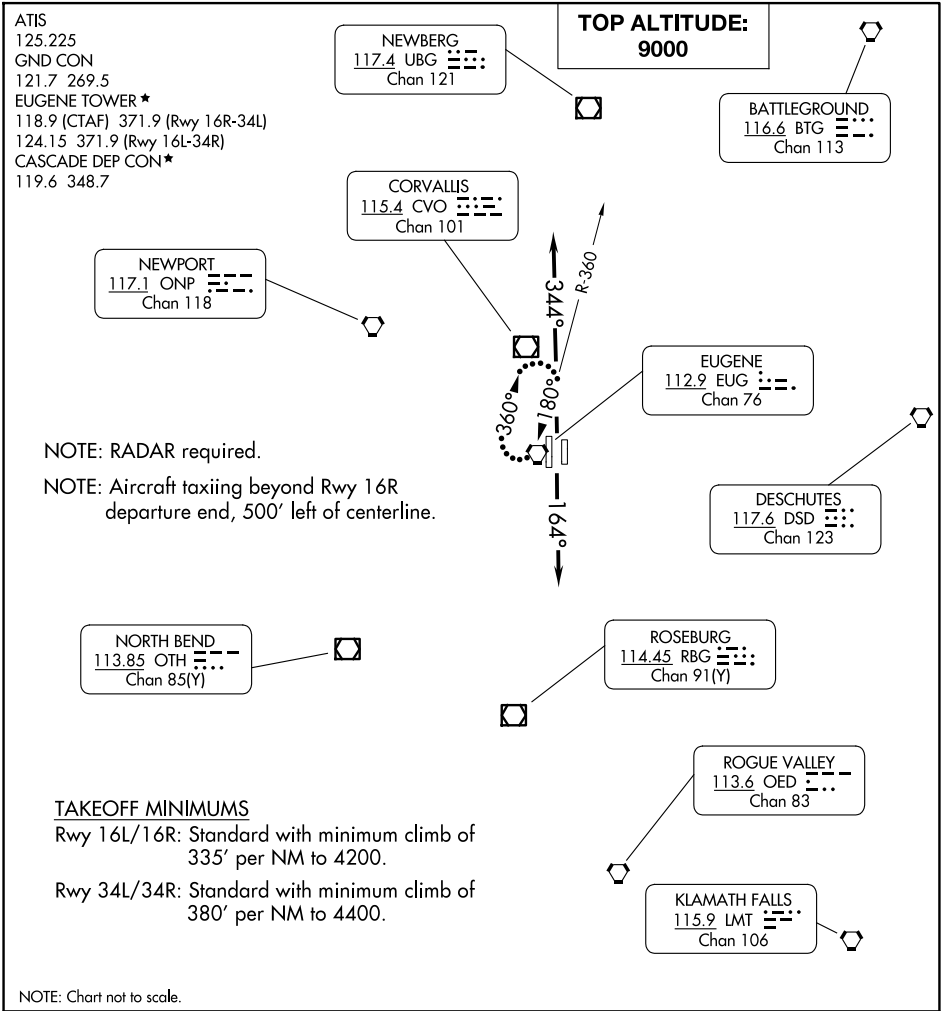 ATIS
125.225
GND CON
121.7 269.5
EUGENE TOWER★
118.9 (CTAF) 371.9 (Rwy 16R-34L)
124.15 371.9 (Rwy 16L-34R)
CASCADE DEP CON★
119.6 348.7
TOP ALTITUDE:
9000
NEWBERG
117.4 UBG
Chan 121
BATTLEGROUND
116.6 BTG
Chan 113
CORVALLIS
115.4 CVO
Chan 101
NEWPORT
117.1 ONP
Chan 118
344°
R-360
EUGENE
112.9 EUG
Chan 76
360°
180°
164°
NOTE: RADAR required.
NOTE: Aircraft taxiing beyond Rwy 16R
departure end, 500' left of centerline.
DESCHUTES
117.6 DSD
Chan 123
NORTH BEND
113.85 OTH
Chan 85(Y)
ROSEBURG
114.45 RBG
Chan 91(Y)
ROGUE VALLEY
113.6 OED
Chan 83
TAKEOFF MINIMUMS
Rwy 16L/16R: Standard with minimum climb of
335' per NM to 4200.
Rwy 34L/34R: Standard with minimum climb of
380' per NM to 4400.
KLAMATH FALLS
115.9 LMT
Chan 106
NOTE: Chart not to scale.